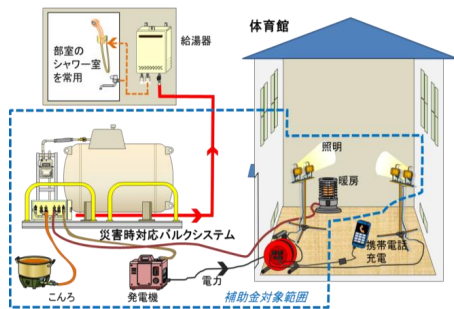 部室の
シャワー室
を常用
給湯器
体育館
照明
暖房
災害時対応バルクシステム
携帯電話
充電
こんろ
発電機
電力
補助金対象範囲